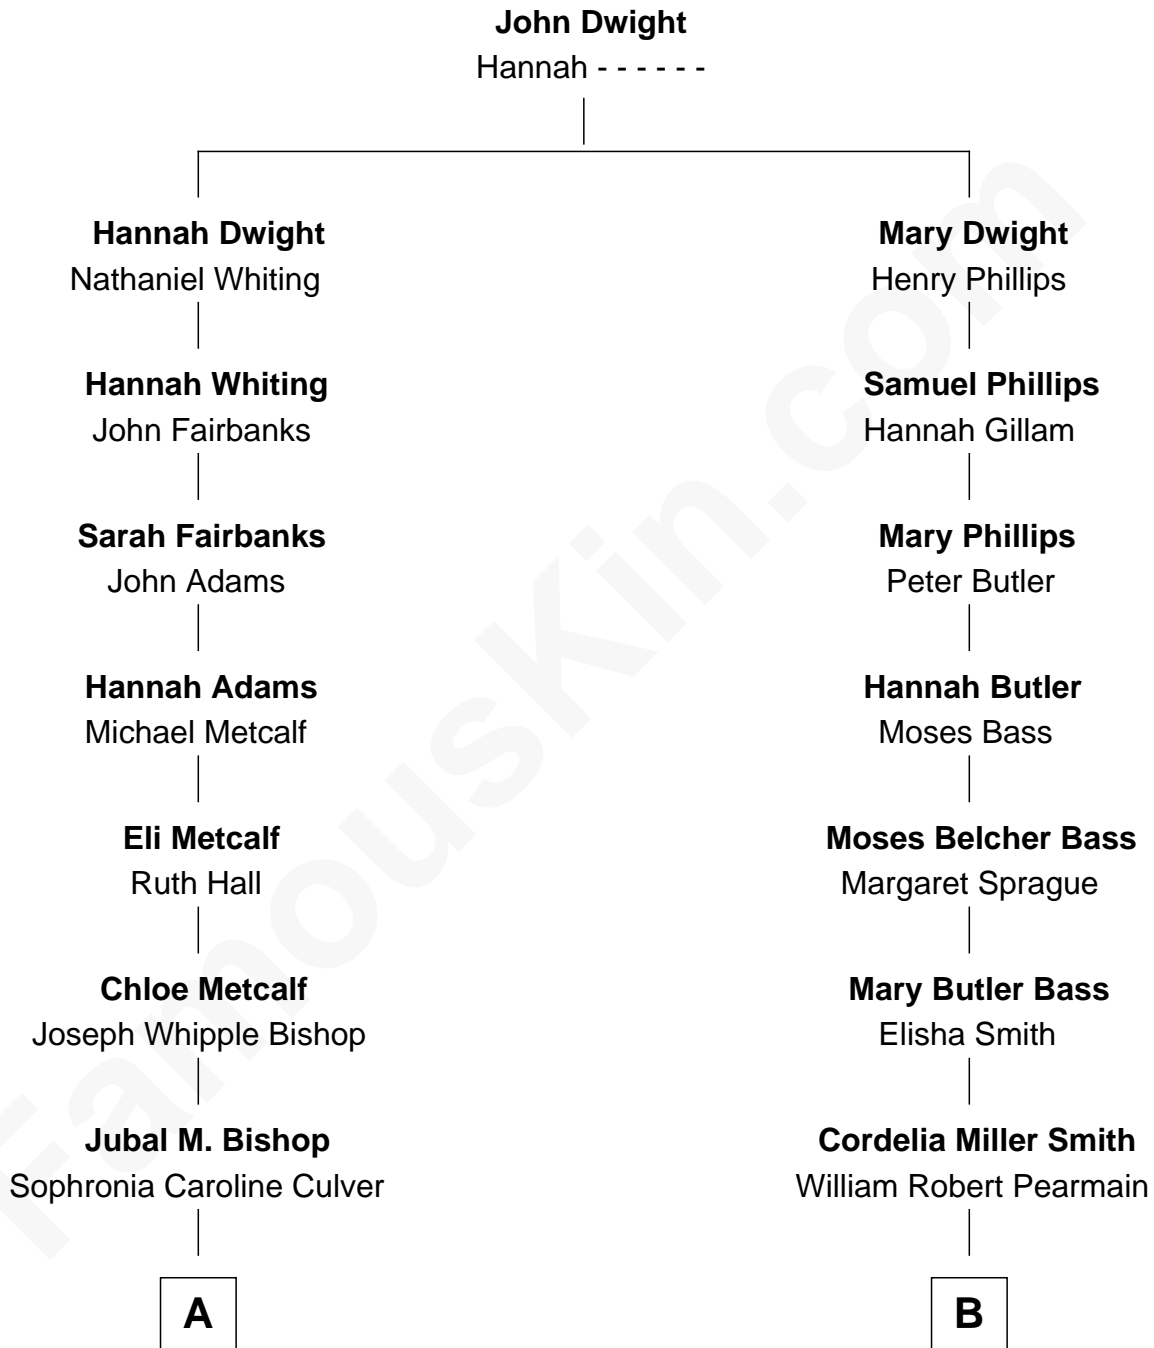 John Dwight
Hannah - - - - - -
Hannah Dwight
Nathaniel Whiting
Mary Dwight
Henry Phillips
Hannah Whiting
John Fairbanks
Samuel Phillips
Hannah Gillam
Sarah Fairbanks
John Adams
Mary Phillips
Peter Butler
Hannah Adams
Michael Metcalf
Hannah Butler
Moses Bass
Eli Metcalf
Ruth Hall
Moses Belcher Bass
Margaret Sprague
Chloe Metcalf
Joseph Whipple Bishop
Mary Butler Bass
Elisha Smith
Jubal M. Bishop
Sophronia Caroline Culver
Cordelia Miller Smith
William Robert Pearmain
A
B
FamousKin.com